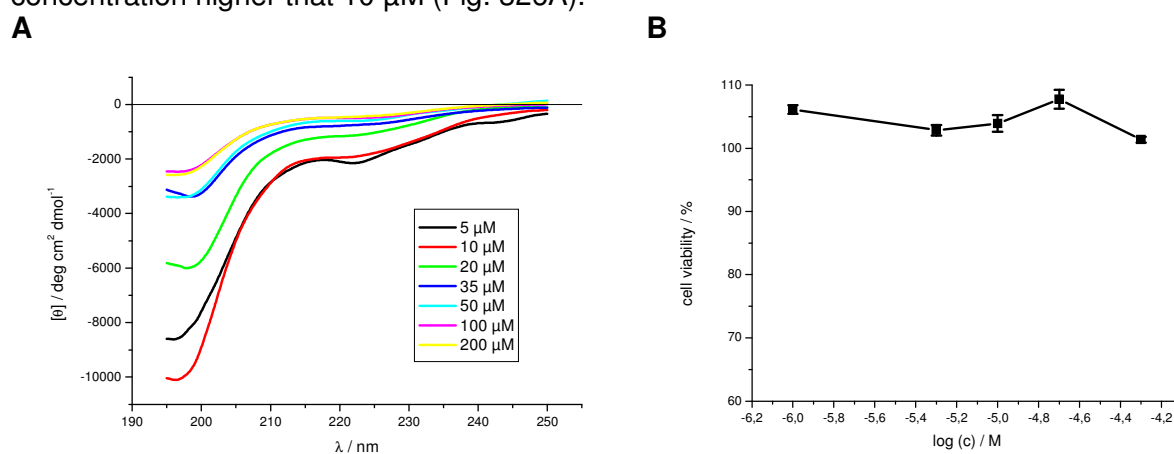 concentration higher that 10 µM (Fig. S26A).
A
B
0
-2000
-4000
-6000
-8000
-10000
190
200
210
220
230
240
250
[θ] / deg cm² dmol⁻¹
λ / nm
5 µM
10 µM
20 µM
35 µM
50 µM
100 µM
200 µM
110
100
90
80
70
60
-6,2
-6,0
-5,8
-5,6
-5,4
-5,2
-5,0
-4,8
-4,6
-4,4
-4,2
cell viability / %
log (c) / M